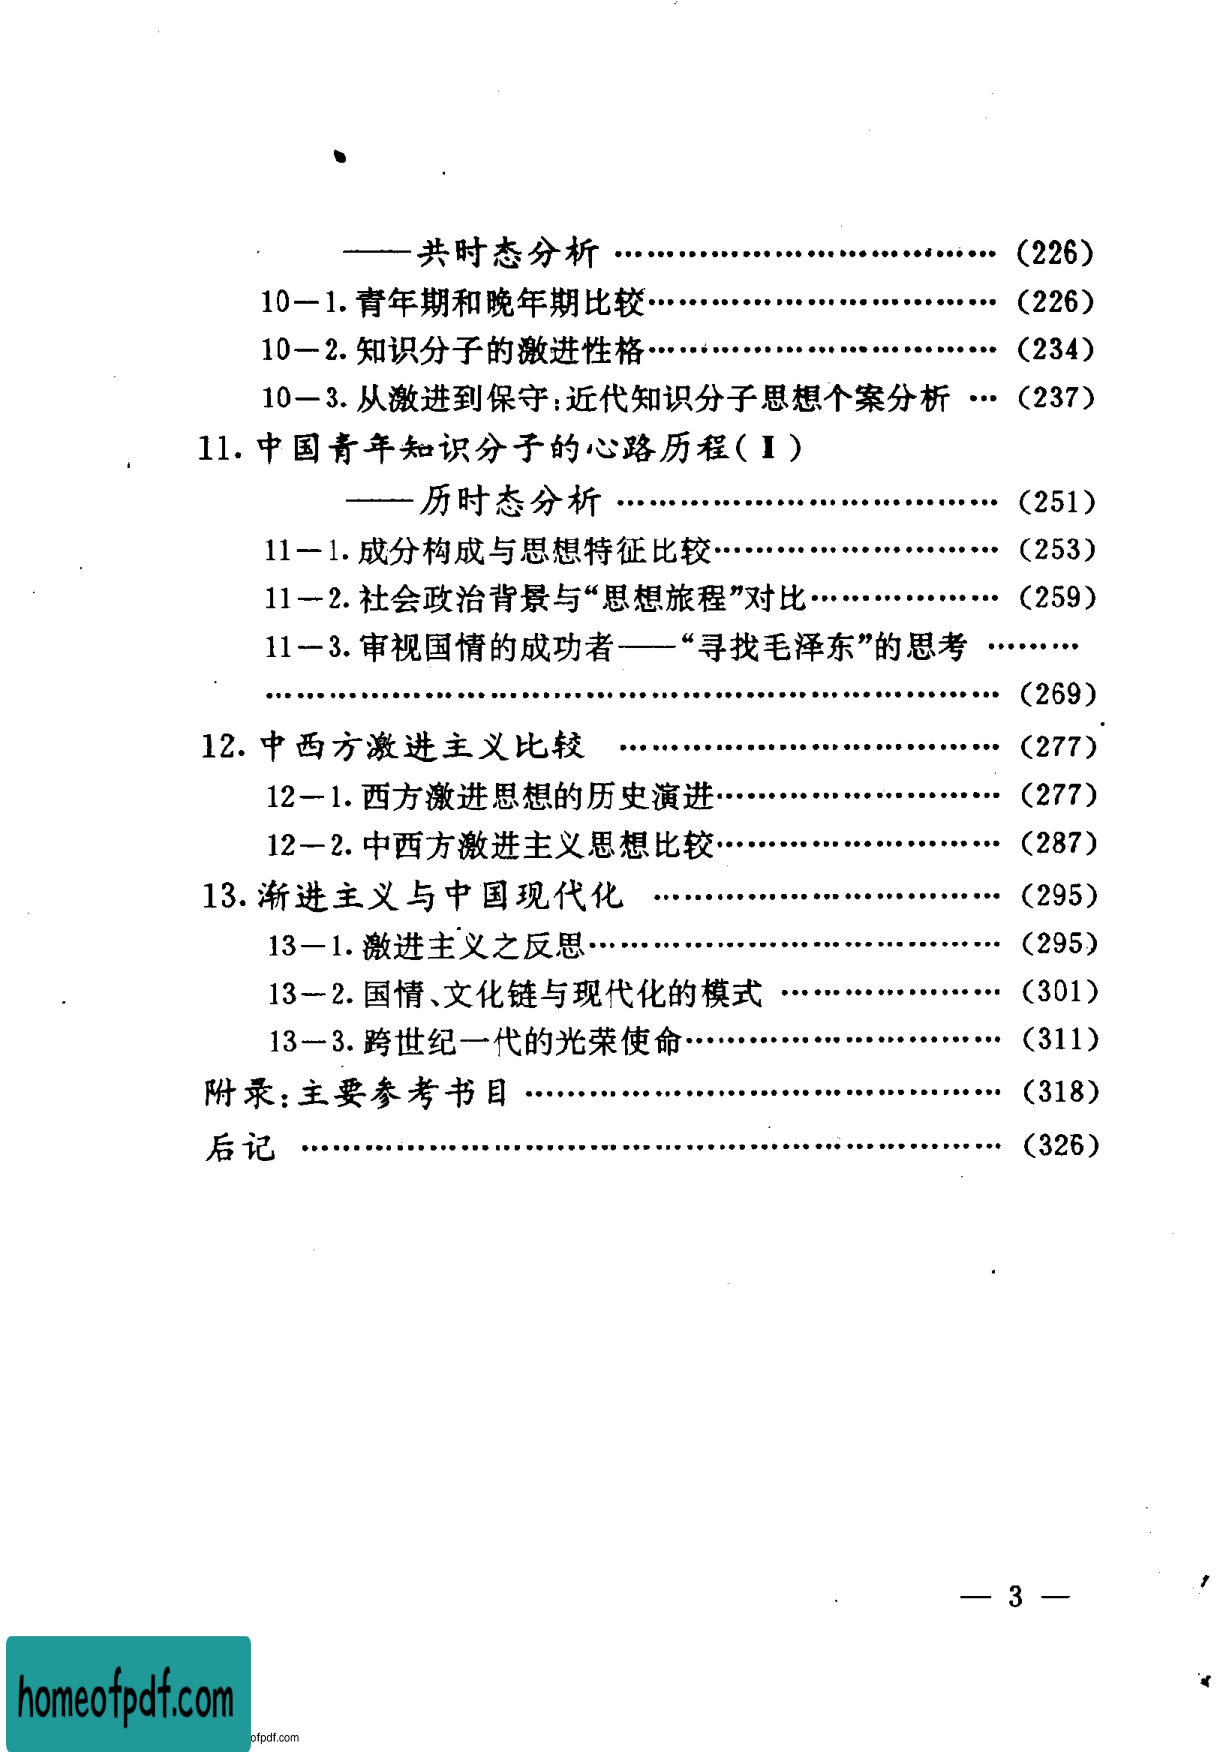 ——共时态分析 …………………………… (226)
10－1. 青年期和晚年期比较…………………………… (226)
10－2. 知识分子的激进性格…………………………… (234)
10－3. 从激进到保守:近代知识分子思想个案分析 … (237)
11. 中国青年知识分子的心路历程(Ⅱ)
——历时态分析 …………………………… (251)
11－1. 成分构成与思想特征比较……………………… (253)
11－2. 社会政治背景与“思想旅程”对比……………… (259)
11－3. 审视国情的成功者——“寻找毛泽东”的思考 ………
………………………………………………………… (269)
12. 中西方激进主义比较 …………………………… (277)
12－1. 西方激进思想的历史演进……………………… (277)
12－2. 中西方激进主义思想比较……………………… (287)
13. 渐进主义与中国现代化 ………………………… (295)
13－1. 激进主义之反思………………………………… (295)
13－2. 国情、文化链与现代化的模式 ………………… (301)
13－3. 跨世纪一代的光荣使命………………………… (311)
附录:主要参考书目 …………………………………… (318)
后记 …………………………………………………… (326)
— 3 —
homeofpdf.com
ofpdf.com